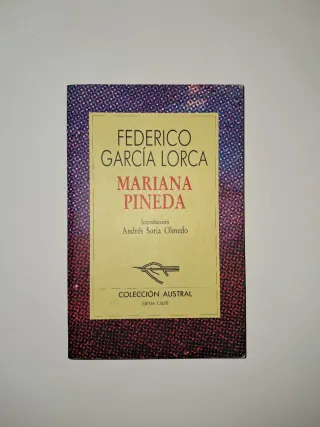 FEDERICO
GARCÍA LORCA
MARIANA
PINEDA
Introducción
Andrés Soria Olmedo
COLECCIÓN AUSTRAL
ESPASA CALPE